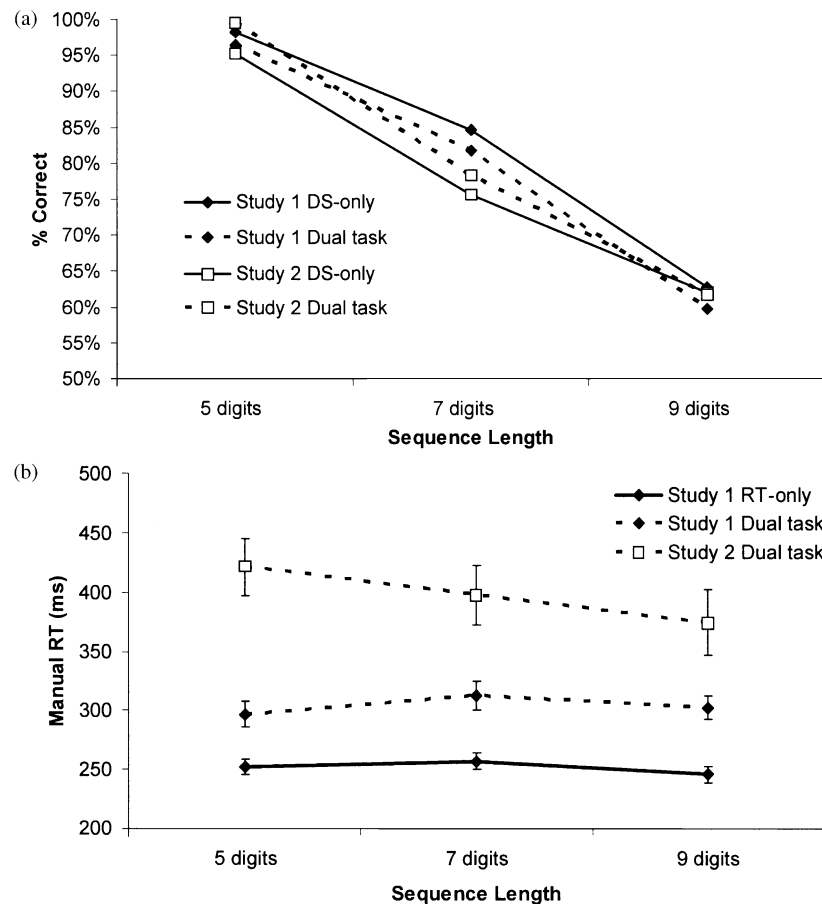 (a)
100%
95%
90%
85%
80%
75%
70%
65%
60%
55%
50%
% Correct
Study 1 DS-only
Study 1 Dual task
Study 2 DS-only
Study 2 Dual task
5 digits 7 digits 9 digits
Sequence Length
(b)
500
450
400
350
300
250
200
Manual RT (ms)
Study 1 RT-only
Study 1 Dual task
Study 2 Dual task
5 digits 7 digits 9 digits
Sequence Length